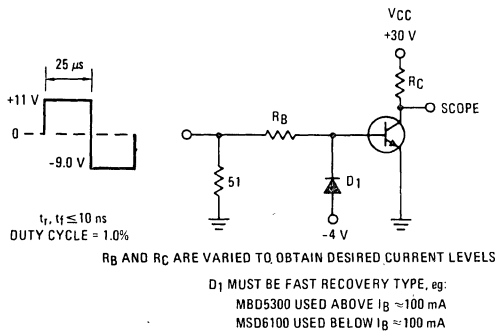 VCC
+30 V
25 μs
RC
+11 V
SCOPE
RB
0
-9.0 V
51
D1
-4 V
tr, tf ≤ 10 ns
DUTY CYCLE = 1.0%
RB AND RC ARE VARIED TO OBTAIN DESIRED CURRENT LEVELS
D1 MUST BE FAST RECOVERY TYPE, eg:
MBD5300 USED ABOVE IB ≈100 mA
MSD6100 USED BELOW IB ≈100 mA